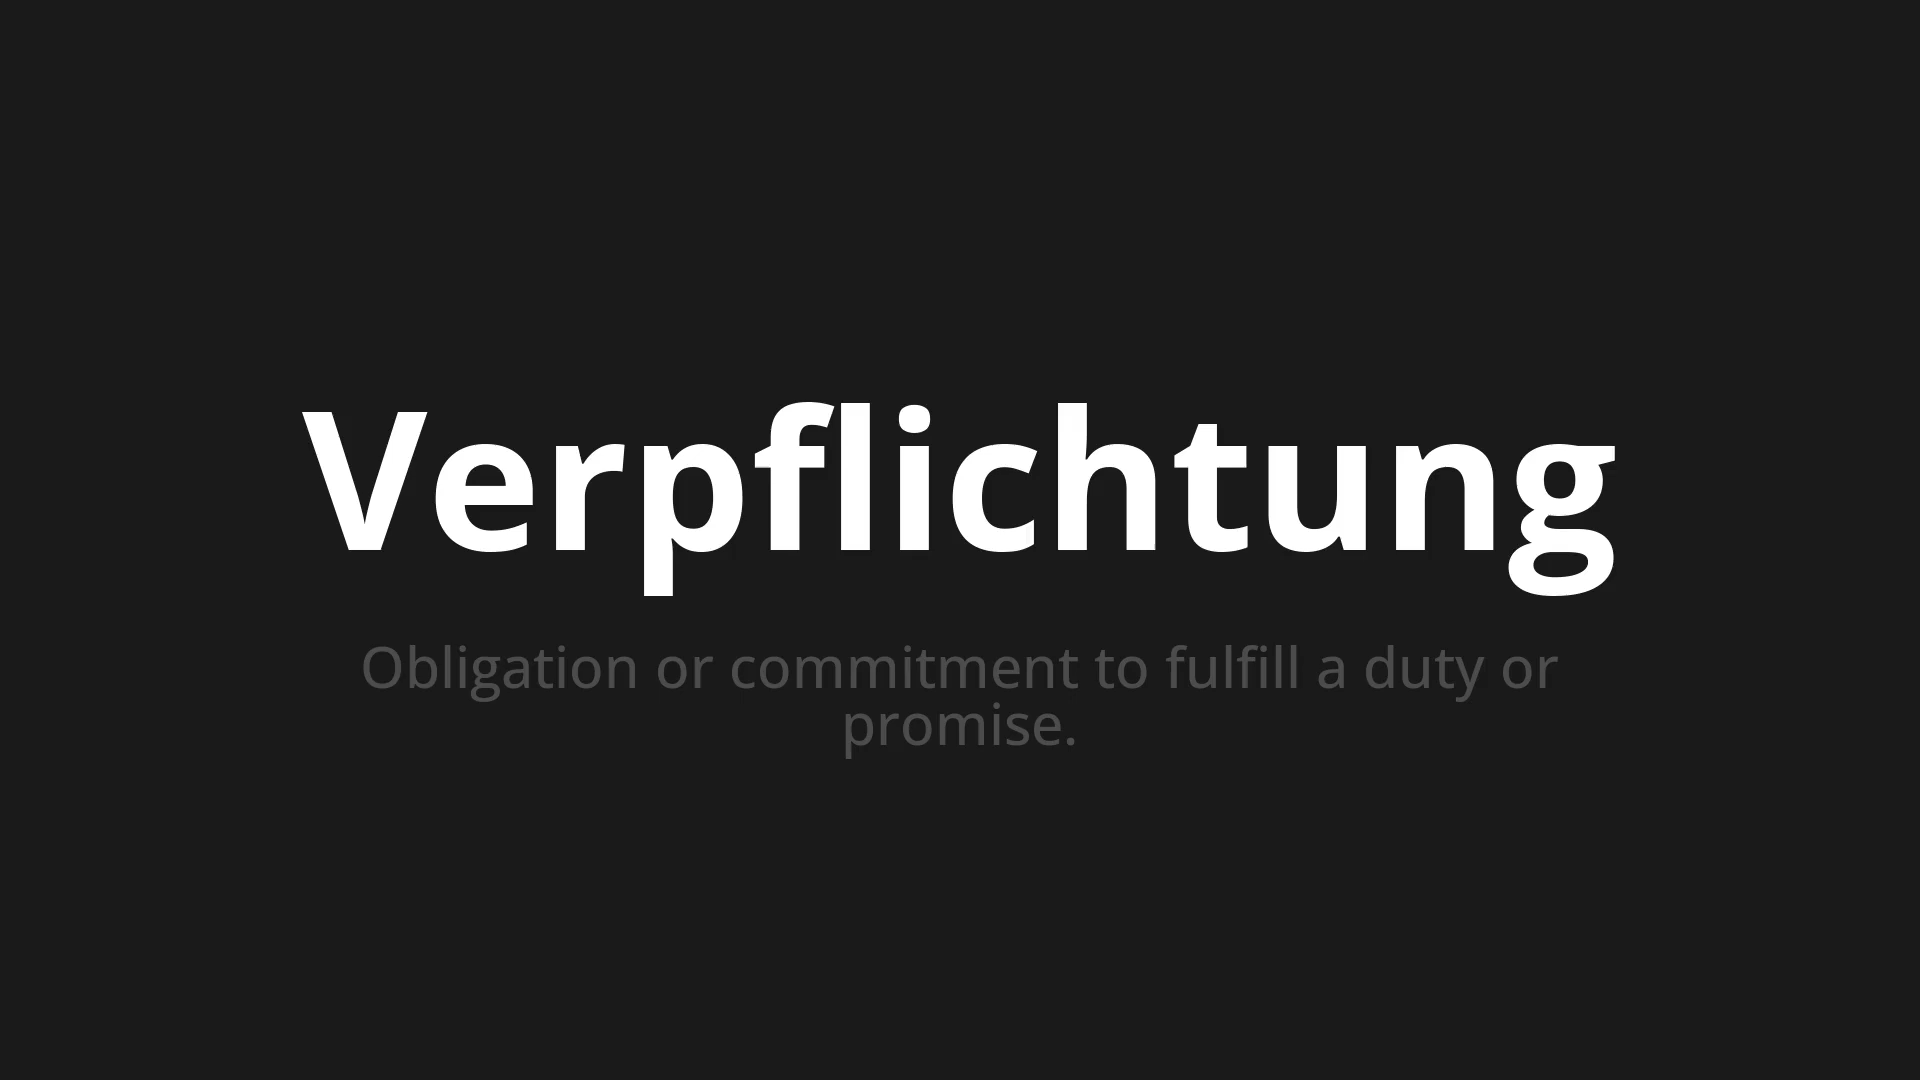 Verpflichtung
Obligation or commitment to fulfill a duty or
promise.